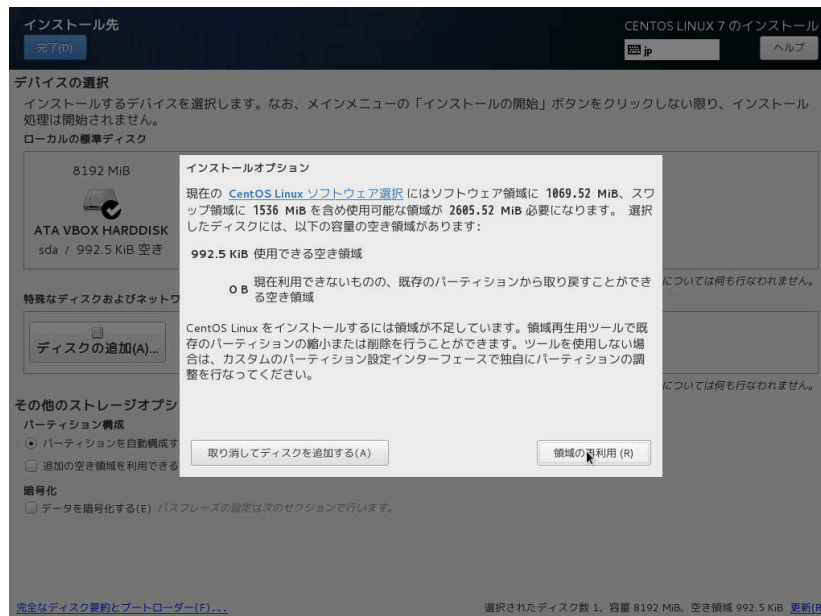 インストール先
CENTOS LINUX 7 のインストール
完了(D)
jp
ヘルプ
デバイスの選択
インストールするデバイスを選択します。なお、メインメニューの「インストールの開始」ボタンをクリックしない限り、インストール
処理は開始されません。
ローカルの標準ディスク
8192 MiB
ATA VBOX HARDDISK
sda / 992.5 KiB 空き
については何も行なわれません。
特殊なディスクおよびネットワ
ディスクの追加(A)...
については何も行なわれません。
その他のストレージオプシ
パーティション構成
パーティションを自動構成す
追加の空き領域を利用できる
暗号化
データを暗号化する(E) パスフレーズの設定は次のセクションで行います。
インストールオプション
現在の CentOS Linux ソフトウェア選択 にはソフトウェア領域に 1069.52 MiB、スワ
ップ領域に 1536 MiB を含め使用可能な領域が 2605.52 MiB 必要になります。 選択
したディスクには、以下の容量の空き領域があります:
992.5 KiB 使用できる空き領域
0 B 現在利用できないものの、既存のパーティションから取り戻すことができ
る空き領域
CentOS Linux をインストールするには領域が不足しています。領域再生用ツールで既
存のパーティションの縮小または削除を行うことができます。ツールを使用しない場
合は、カスタムのパーティション設定インターフェースで独自にパーティションの調
整を行なってください。
取り消してディスクを追加する(A)
領域の再利用 (R)
完全なディスク要約とブートローダー(F)...
選択されたディスク数 1、容量 8192 MiB、空き領域 992.5 KiB 更新(R